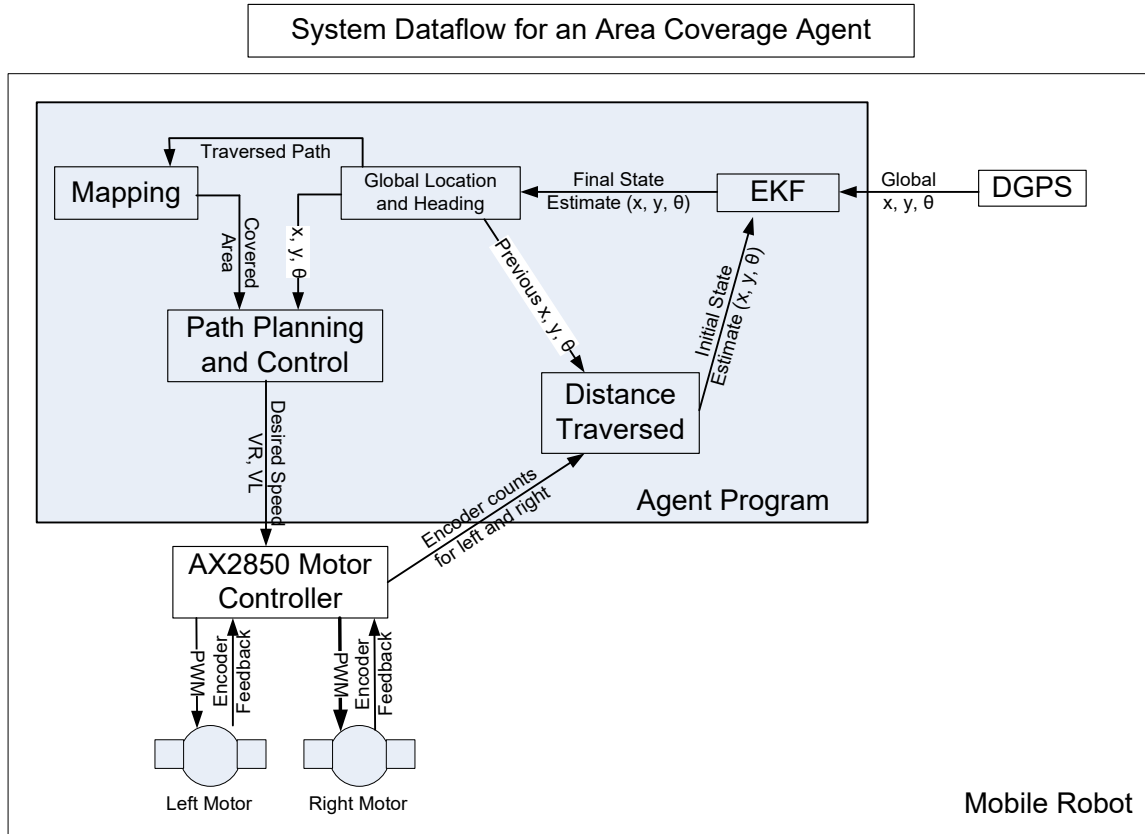 System Dataflow for an Area Coverage Agent
Traversed Path
Mapping
Global Location
and Heading
Final State
Estimate (x, y, θ)
EKF
Global
x, y, θ
DGPS
Covered
Area
x, y, θ
Previous x, y, θ
Initial State
Estimate (x, y, θ)
Path Planning
and Control
Distance
Traversed
Desired Speed
VR, VL
Encoder counts
for left and right
Agent Program
AX2850 Motor
Controller
PWM
Encoder
Feedback
PWM
Encoder
Feedback
Left Motor
Right Motor
Mobile Robot